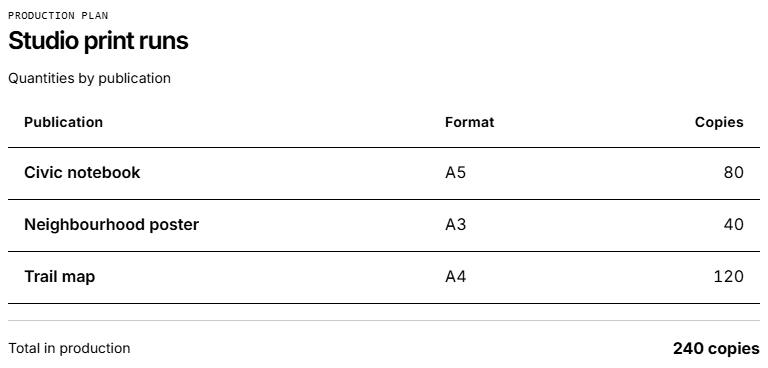 PRODUCTION PLAN
Studio print runs
Quantities by publication
Publication Format Copies
Civic notebook A5 80
Neighbourhood poster A3 40
Trail map A4 120
Total in production 240 copies